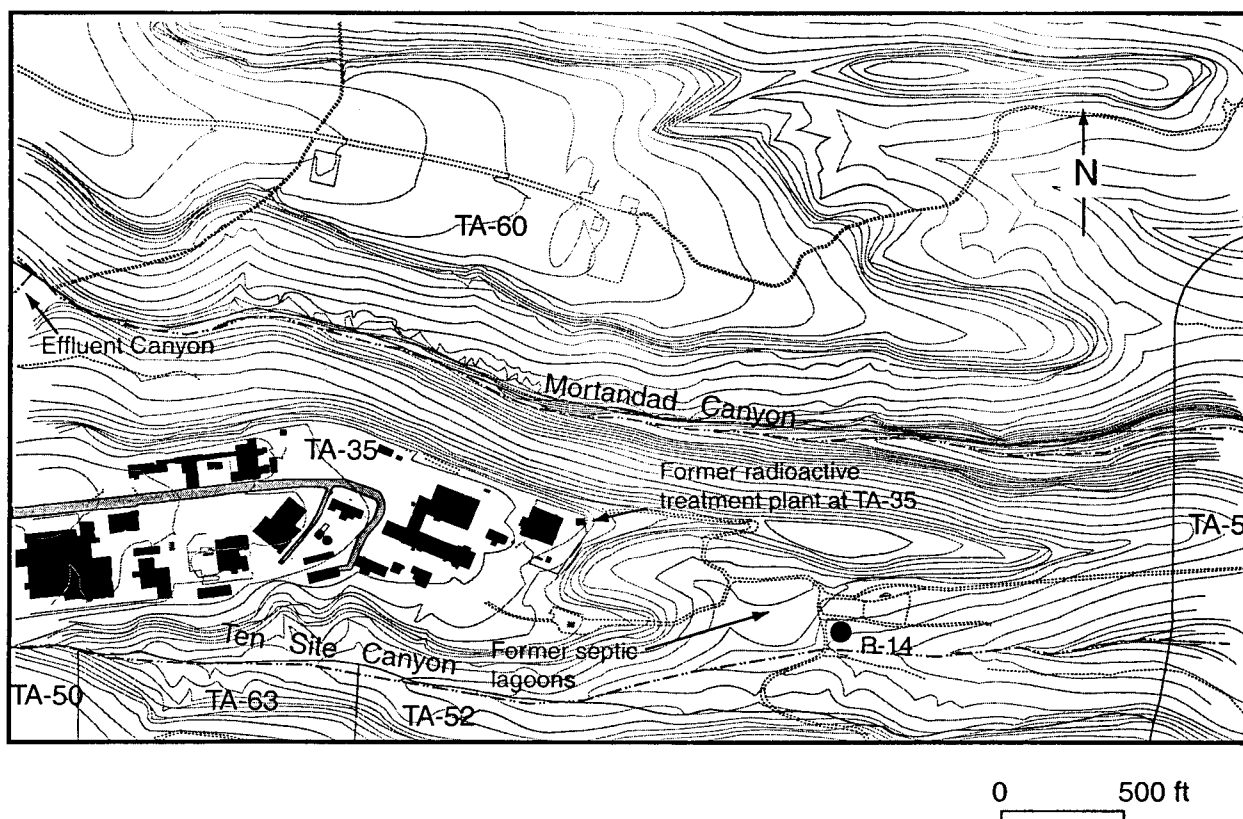 N
TA-60
Effluent Canyon
Mortandad Canyon
TA-35
Former radioactive
treatment plant at TA-35
TA-5
Ten Site Canyon
Former septic
lagoons
R-14
TA-50
TA-63
TA-52
0 500 ft